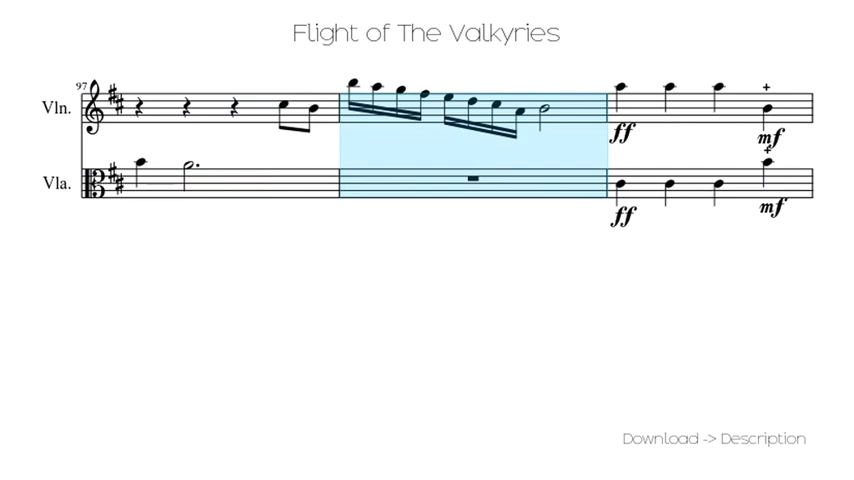 Flight of The Valkyries
97
Vln.
ff
mf
Vla.
ff
mf
Download -> Description